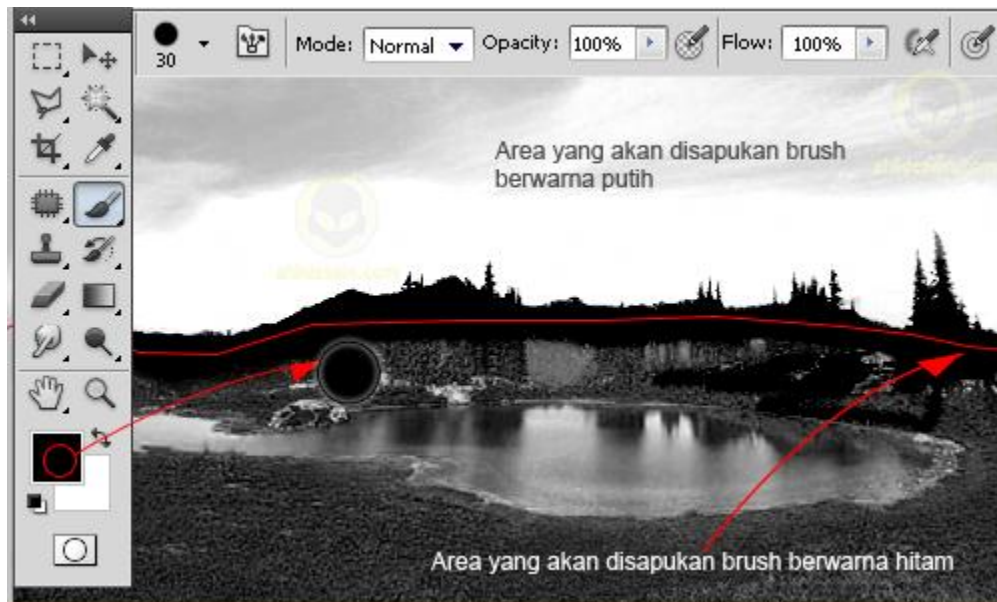 30
Mode: Normal Opacity: 100% Flow: 100%
Area yang akan disapukan brush
berwarna putih
Area yang akan disapukan brush berwarna hitam